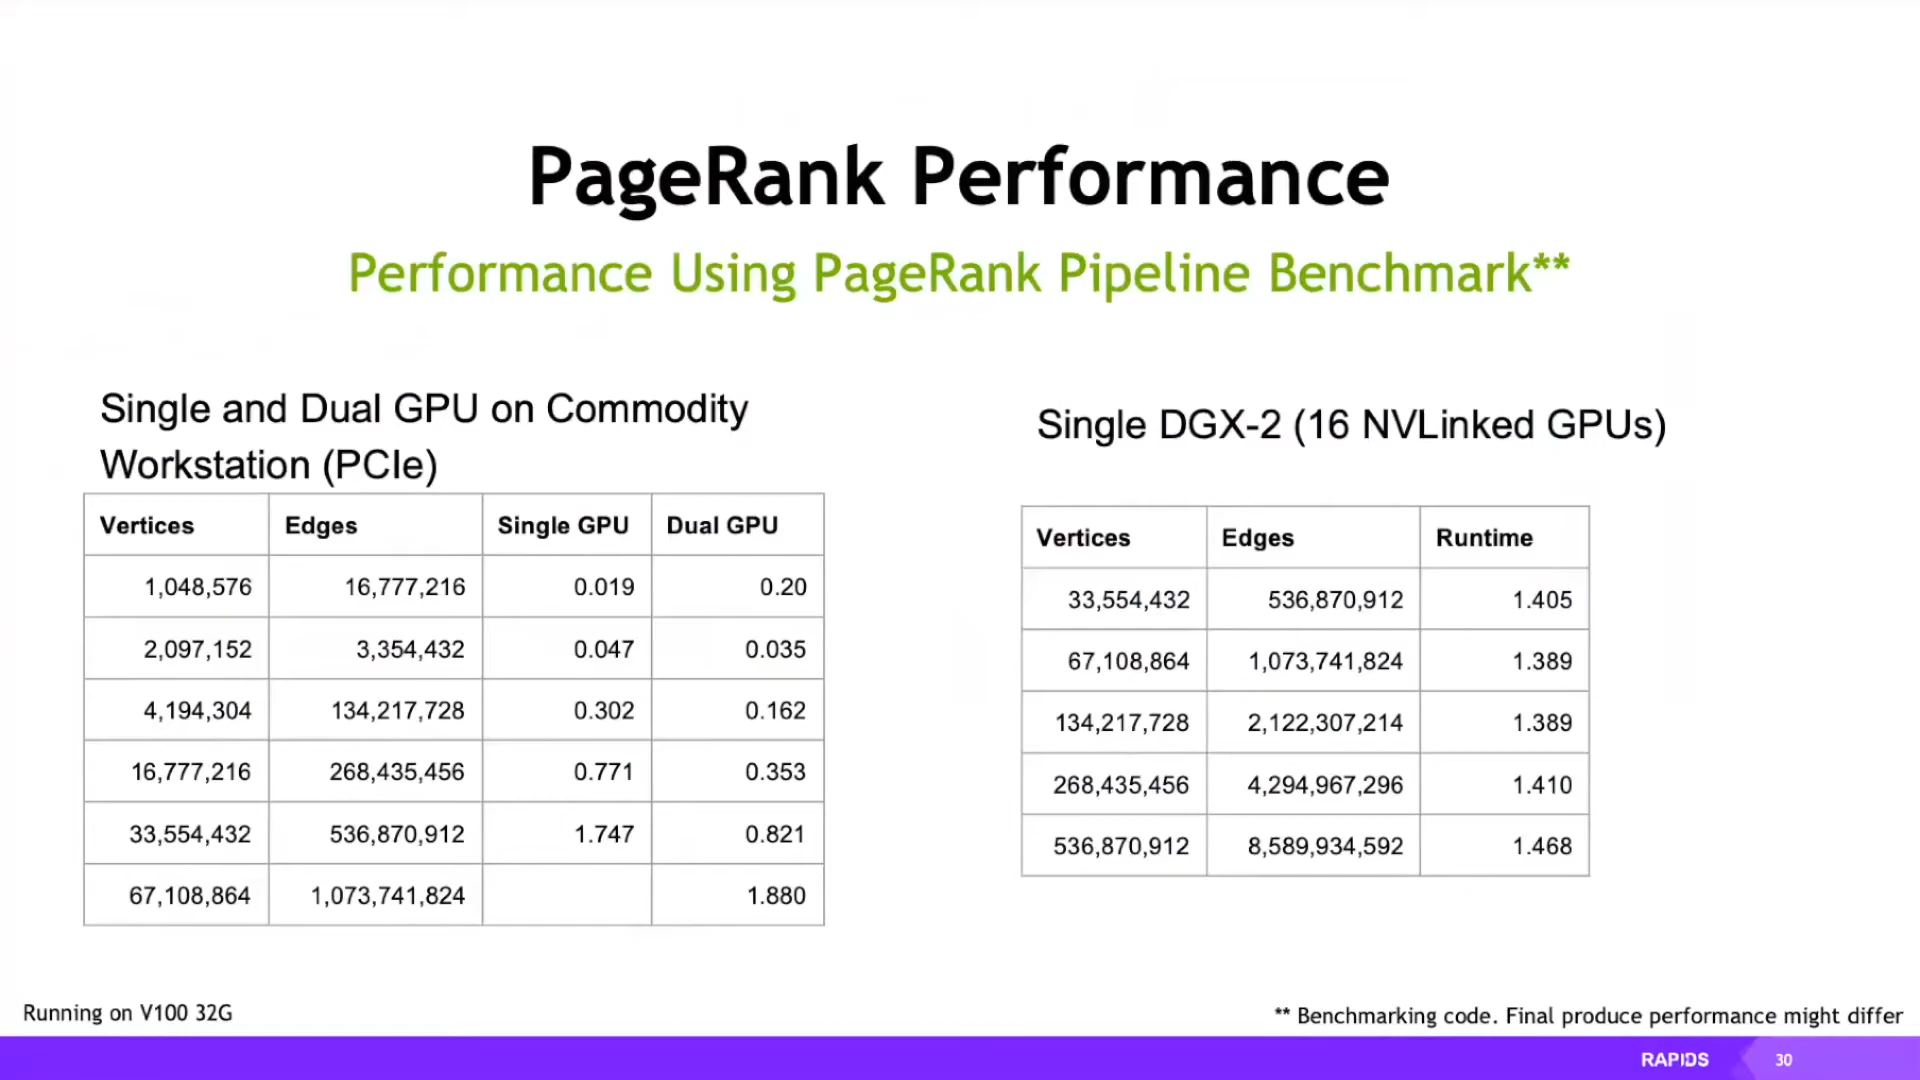 PageRank Performance
Performance Using PageRank Pipeline Benchmark**
Single and Dual GPU on Commodity
Workstation (PCIe)
Vertices Edges Single GPU Dual GPU
1,048,576 16,777,216 0.019 0.20
2,097,152 3,354,432 0.047 0.035
4,194,304 134,217,728 0.302 0.162
16,777,216 268,435,456 0.771 0.353
33,554,432 536,870,912 1.747 0.821
67,108,864 1,073,741,824 1.880
Single DGX-2 (16 NVLinked GPUs)
Vertices Edges Runtime
33,554,432 536,870,912 1.405
67,108,864 1,073,741,824 1.389
134,217,728 2,122,307,214 1.389
268,435,456 4,294,967,296 1.410
536,870,912 8,589,934,592 1.468
Running on V100 32G
** Benchmarking code. Final produce performance might differ
RAPIDS 30